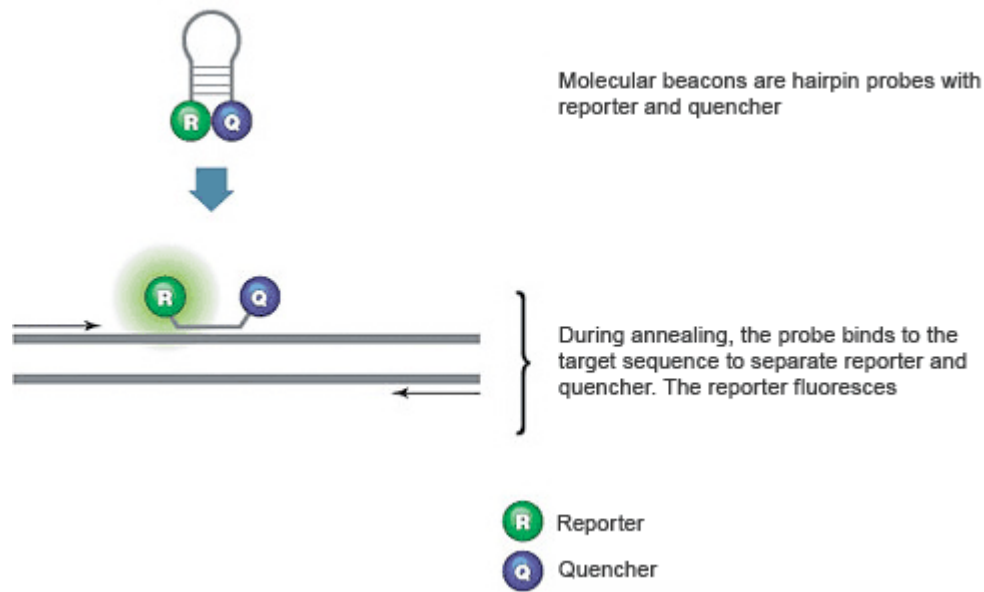 R Q
Molecular beacons are hairpin probes with
reporter and quencher
R Q
During annealing, the probe binds to the
target sequence to separate reporter and
quencher. The reporter fluoresces
R Reporter
Q Quencher